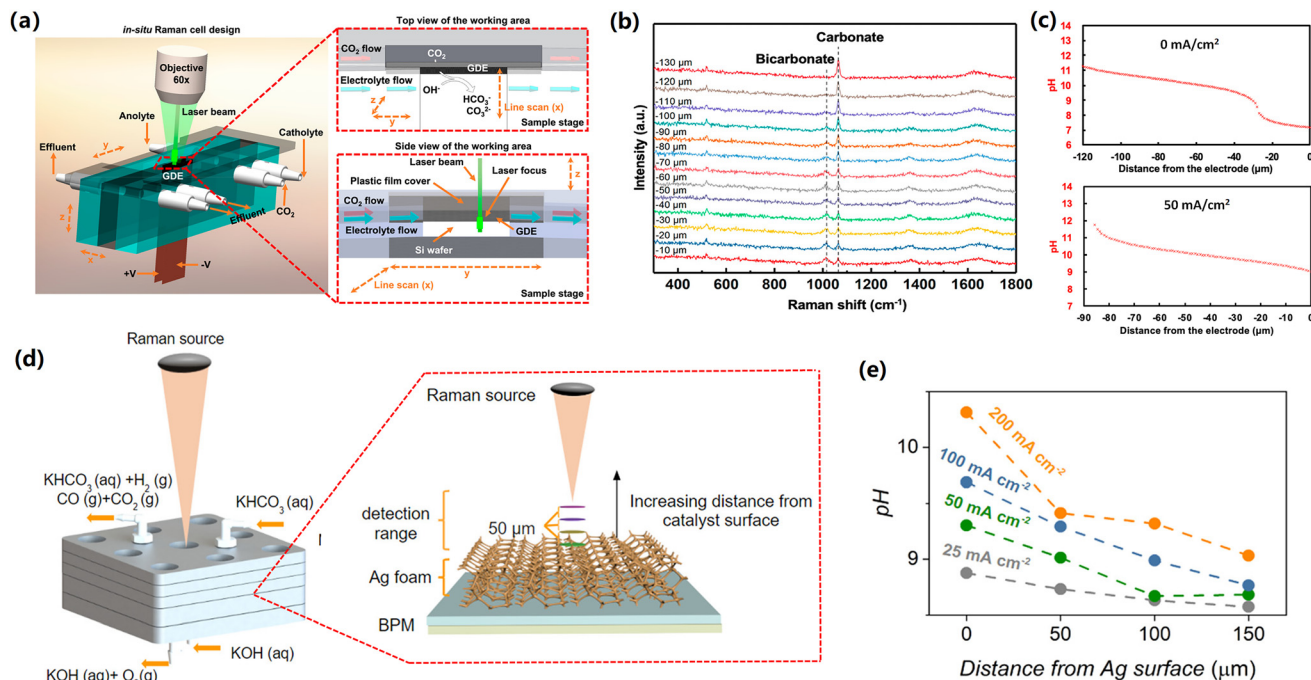 (a)
in-situ Raman cell design
Objective
60x
Laser beam
Anolyte
Catholyte
Effluent
y
GDE
z
Effluent
CO2
x
+V
-V
Top view of the working area
CO2 flow
CO2
GDE
Electrolyte flow
OH-
z
HCO3-
CO32-
Line scan (x)
y
Sample stage
Side view of the working area
Laser beam
Laser focus
Plastic film cover
z
CO2 flow
Electrolyte flow
GDE
Si wafer
y
Line scan (x)
Sample stage
(b)
Carbonate
Bicarbonate
-130 μm
-120 μm
-110 μm
-100 μm
-90 μm
-80 μm
-70 μm
-60 μm
-50 μm
-40 μm
-30 μm
-20 μm
-10 μm
Intensity (a.u.)
400 600 800 1000 1200 1400 1600 1800
Raman shift (cm-1)
(c)
0 mA/cm2
pH
12
11
10
9
8
7
6
-120 -100 -80 -60 -40 -20 0
Distance from the electrode (μm)
50 mA/cm2
pH
13
12
11
10
9
8
7
-90 -80 -70 -60 -50 -40 -30 -20 -10 0
Distance from the electrode (μm)
(d)
Raman source
KHCO3 (aq) +H2 (g)
CO (g)+CO2 (g)
KHCO3 (aq)
KOH (aq)
KOH (aq)+ O2(g)
Raman source
detection
range
50 μm
Increasing distance from
catalyst surface
Ag foam
BPM
(e)
200 mA cm-2
100 mA cm-2
50 mA cm-2
25 mA cm-2
pH
10
9
0 50 100 150
Distance from Ag surface (μm)